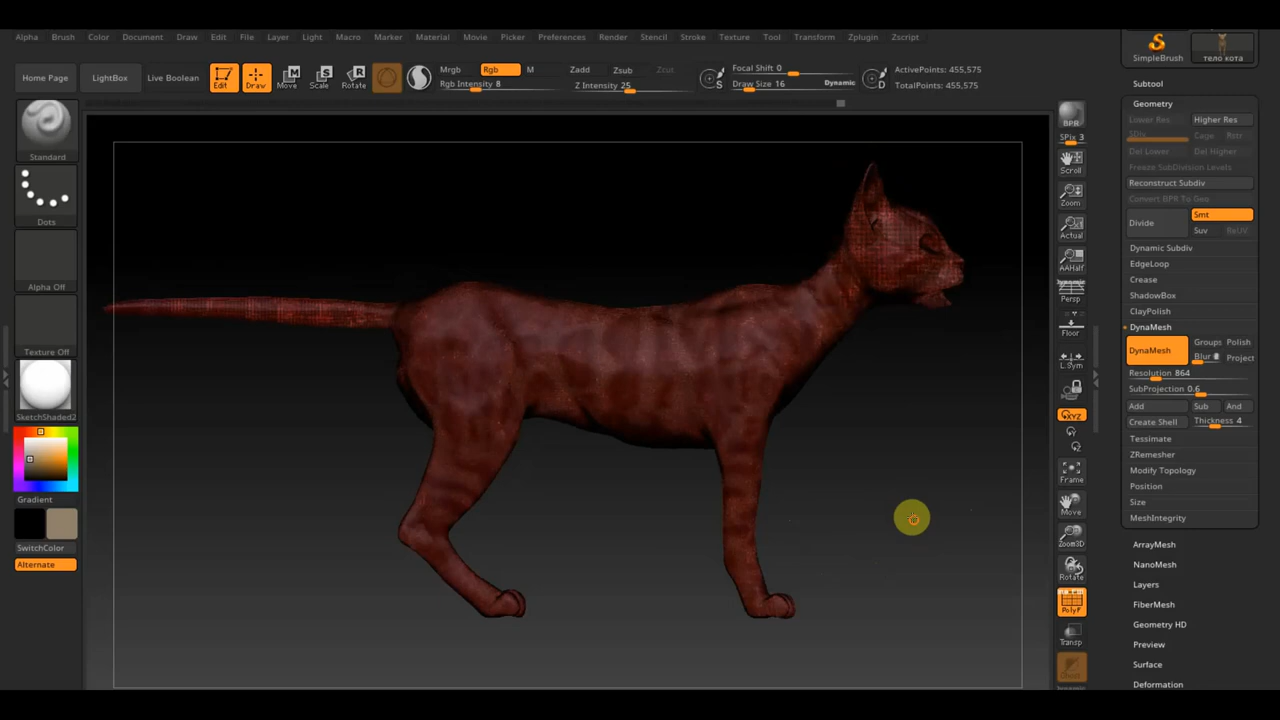 Alpha Brush Color Document Draw Edit File Layer Light Macro Marker Material Movie Picker Preferences Render Stencil Stroke Texture Tool Transform Zplugin Zscript
Home Page
LightBox
Live Boolean
Edit
Draw
Move
Scale
Rotate
Mrgb Rgb M
Rgb Intensity 8
Zadd Zsub Zcut
Z Intensity 25
S
Focal Shift 0
Draw Size 16 Dynamic
D
ActivePoints: 455,575
TotalPoints: 455,575
Standard
Dots
Alpha Off
Texture Off
SketchShaded2
Gradient
SwitchColor
Alternate
BPR
SPix 3
Scroll
Zoom
Actual
AAHalf
Dynamic
Persp
Floor
L.Sym
XYZ
Y
Z
Frame
Move
Zoom3D
Rotate
PolyF
Transp
Dynamic
SimpleBrush
тело кота
Subtool
Geometry
Lower Res Higher Res
SDiv Cage Rstr
Del Lower Del Higher
Freeze SubDivision Levels
Reconstruct Subdiv
Convert BPR To Geo
Divide Smt
Suv ReUV
Dynamic Subdiv
EdgeLoop
Crease
ShadowBox
ClayPolish
DynaMesh
DynaMesh Groups Polish
Blur Project
Resolution 864
SubProjection 0.6
Add Sub And
Create Shell Thickness 4
Tessimate
ZRemesher
Modify Topology
Position
Size
MeshIntegrity
ArrayMesh
NanoMesh
Layers
FiberMesh
Geometry HD
Preview
Surface
Deformation